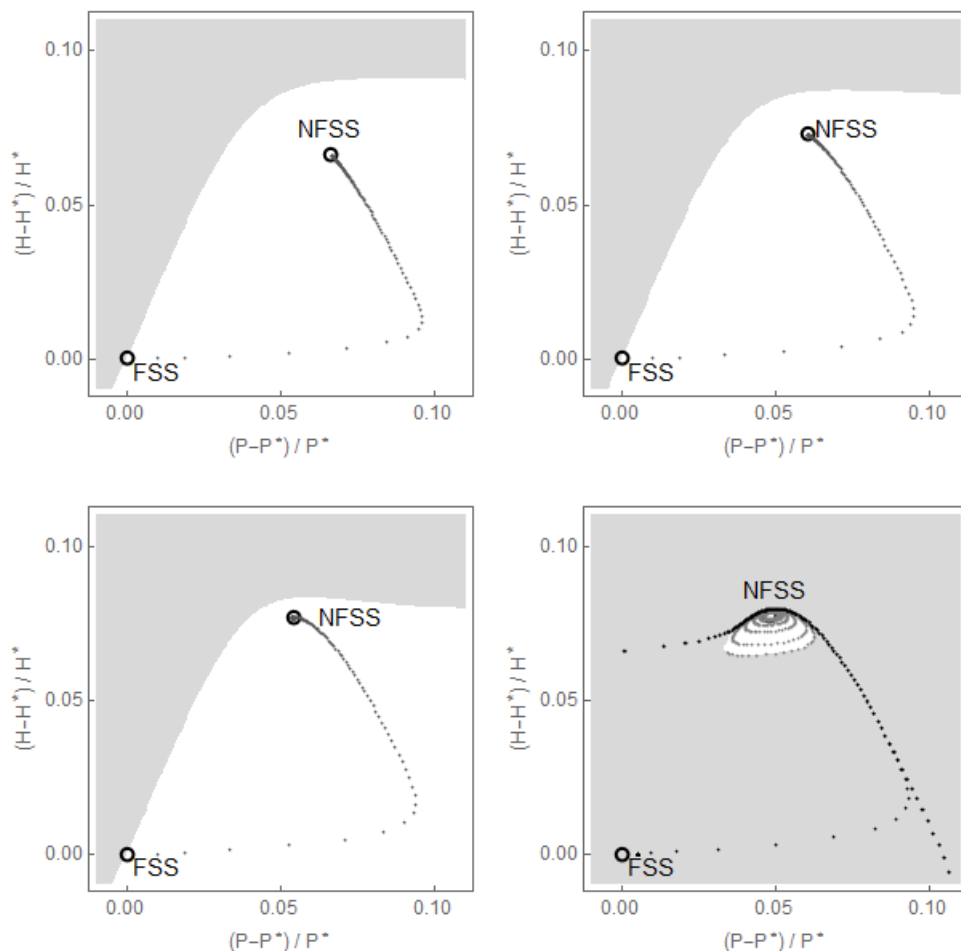 0.10
NFSS
0.05
(H-H*) / H*
0.00
FSS
0.00 0.05 0.10
(P-P*) / P*
0.10
NFSS
0.05
(H-H*) / H*
0.00
FSS
0.00 0.05 0.10
(P-P*) / P*
0.10
NFSS
0.05
(H-H*) / H*
0.00
FSS
0.00 0.05 0.10
(P-P*) / P*
0.10
NFSS
0.05
(H-H*) / H*
0.00
FSS
0.00 0.05 0.10
(P-P*) / P*